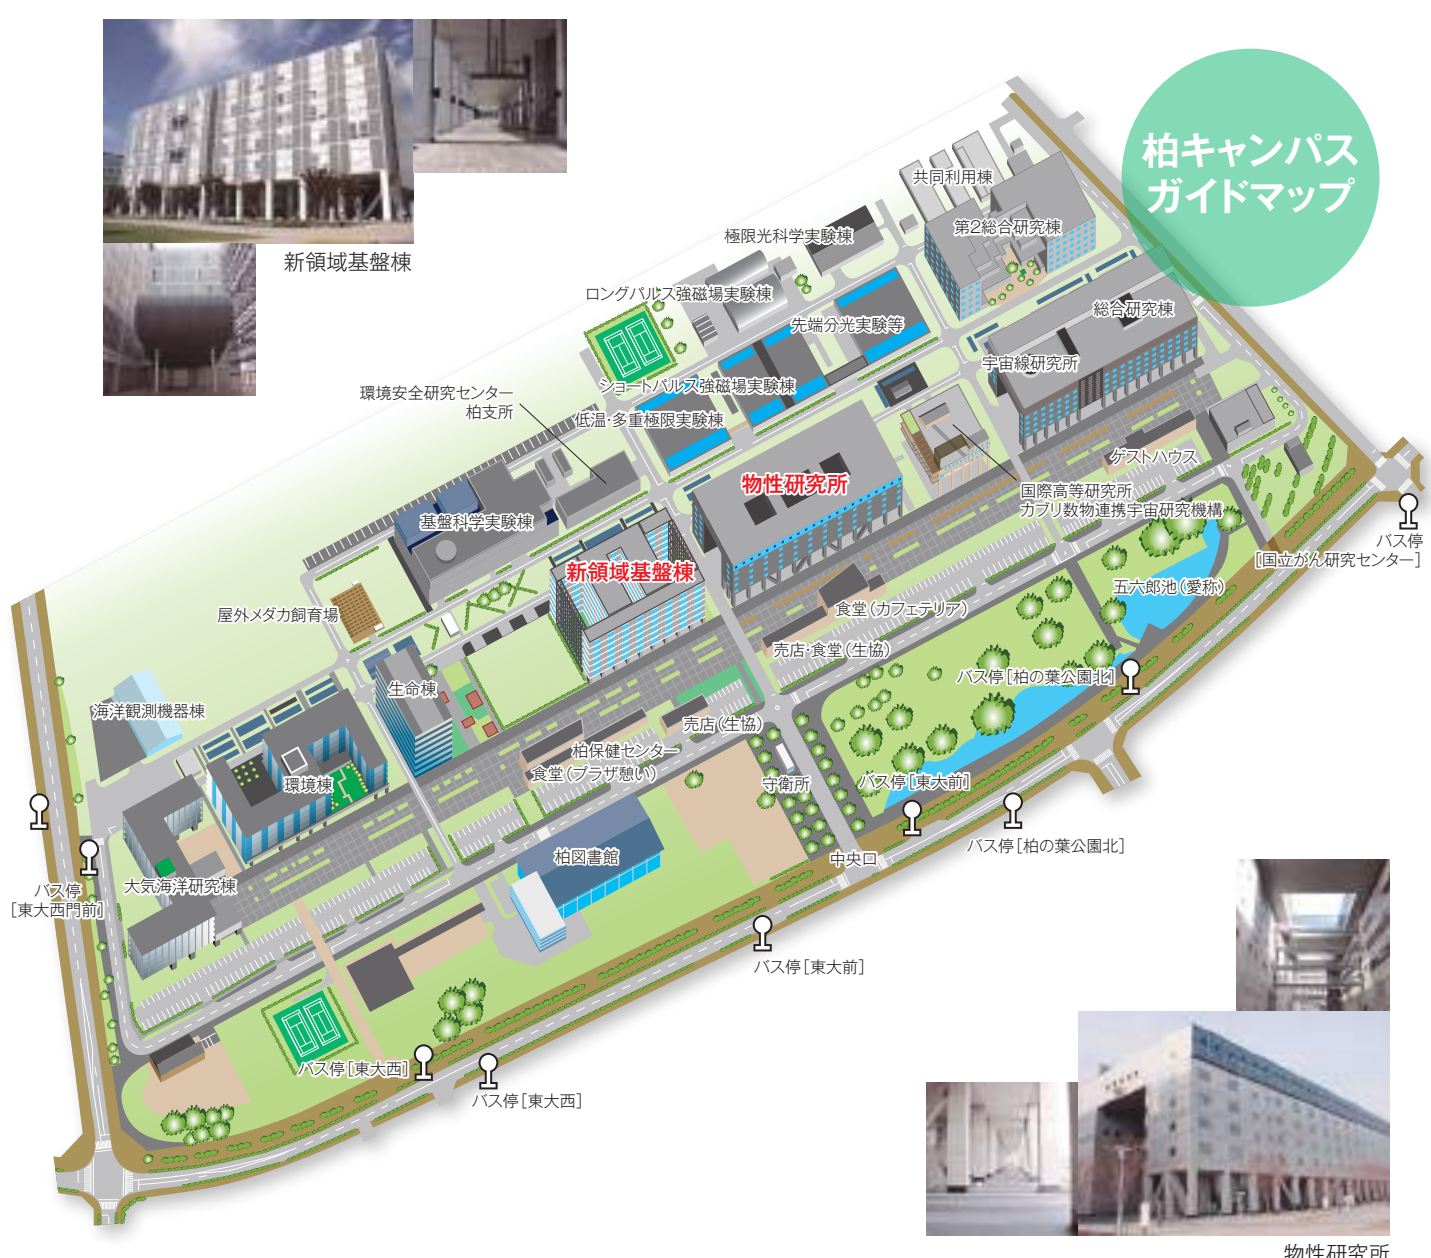 柏キャンパス
ガイドマップ
新領域基盤棟
共同利用棟
第2総合研究棟
極限光科学実験棟
ロングパルス強磁場実験棟
総合研究棟
先端分光実験等
宇宙線研究所
ショートパルス強磁場実験棟
環境安全研究センター
柏支所
低温・多重極限実験棟
物性研究所
ゲストハウス
国際高等研究所
カブリ数物連携宇宙研究機構
基盤科学実験棟
バス停
[国立がん研究センター]
新領域基盤棟
五六郎池(愛称)
屋外メダカ飼育場
食堂(カフェテリア)
売店・食堂(生協)
バス停[柏の葉公園北]
生命棟
海洋観測機器棟
売店(生協)
柏保健センター
食堂(プラザ憩い)
環境棟
守衛所
バス停[東大前]
バス停[柏の葉公園北]
柏図書館
中央口
大気海洋研究棟
バス停
[東大西門前]
バス停[東大前]
バス停[東大西]
バス停[東大西]
物性研究所